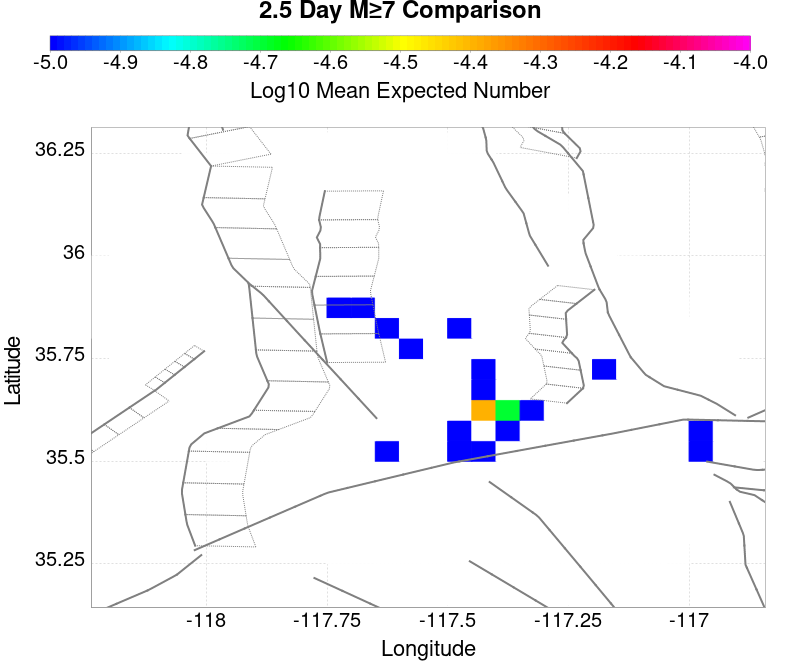 2.5 Day M≥7 Comparison
-5.0 -4.9 -4.8 -4.7 -4.6 -4.5 -4.4 -4.3 -4.2 -4.1 -4.0
Log10 Mean Expected Number
36.25
36
35.75
35.5
35.25
Latitude
-118 -117.75 -117.5 -117.25 -117
Longitude